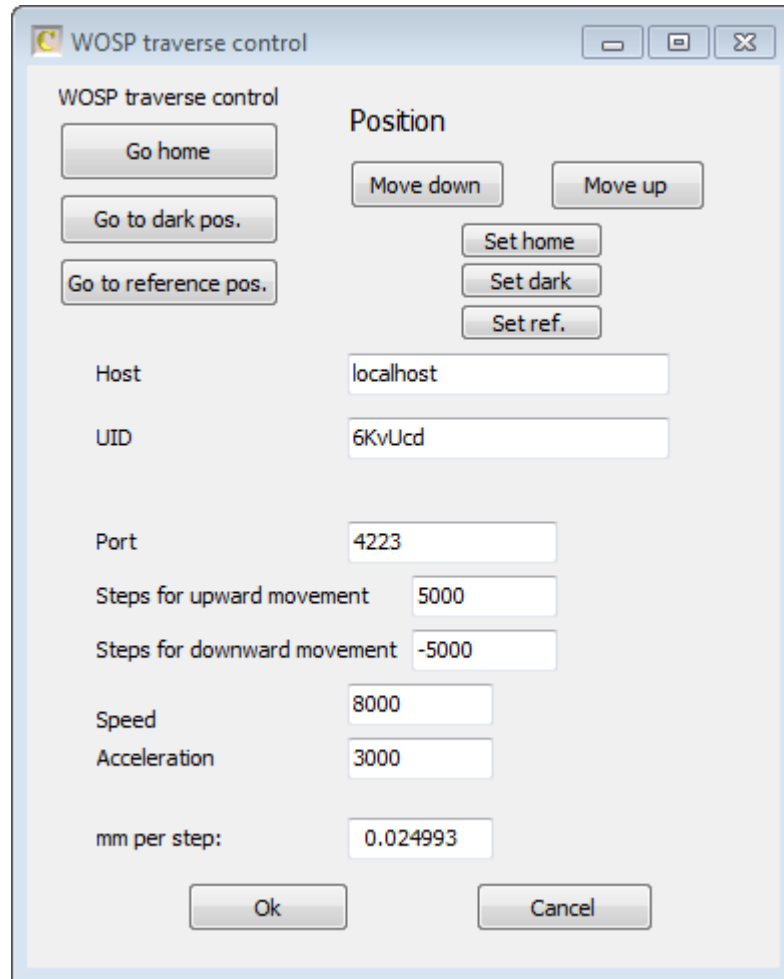 WOSP traverse control
WOSP traverse control
Position
Go home
Move down Move up
Go to dark pos.
Set home
Go to reference pos. Set dark
Set ref.
Host localhost
UID 6KvUcd
Port 4223
Steps for upward movement 5000
Steps for downward movement -5000
Speed 8000
Acceleration 3000
mm per step: 0.024993
Ok Cancel